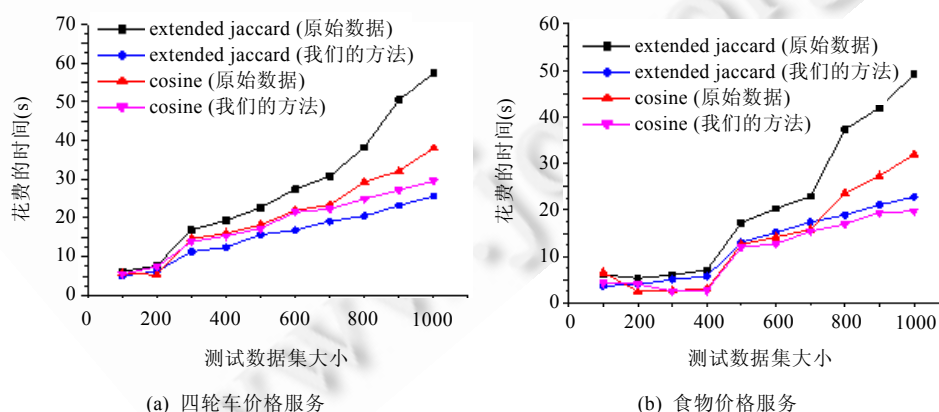 70
60
50
40
30
20
10
0
花费的时间(s)
extended jaccard (原始数据)
extended jaccard (我们的方法)
cosine (原始数据)
cosine (我们的方法)
0 200 400 600 800 1000
测试数据集大小
(a) 四轮车价格服务
60
50
40
30
20
10
0
花费的时间(s)
extended jaccard (原始数据)
extended jaccard (我们的方法)
cosine (原始数据)
cosine (我们的方法)
0 200 400 600 800 1000
测试数据集大小
(b) 食物价格服务